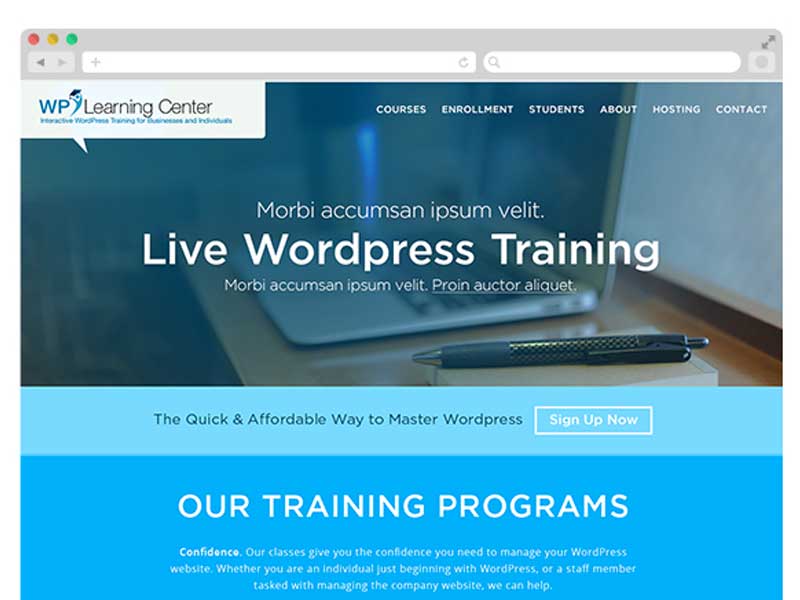 WP Learning Center
Interactive WordPress Training for Businesses and Individuals
COURSES ENROLLMENT STUDENTS ABOUT HOSTING CONTACT
Morbi accumsan ipsum velit.
Live Wordpress Training
Morbi accumsan ipsum velit. Proin auctor aliquet.
The Quick & Affordable Way to Master Wordpress Sign Up Now
OUR TRAINING PROGRAMS
Confidence. Our classes give you the confidence you need to manage your WordPress
website. Whether you are an individual just beginning with WordPress, or a staff member
tasked with managing the company website, we can help.